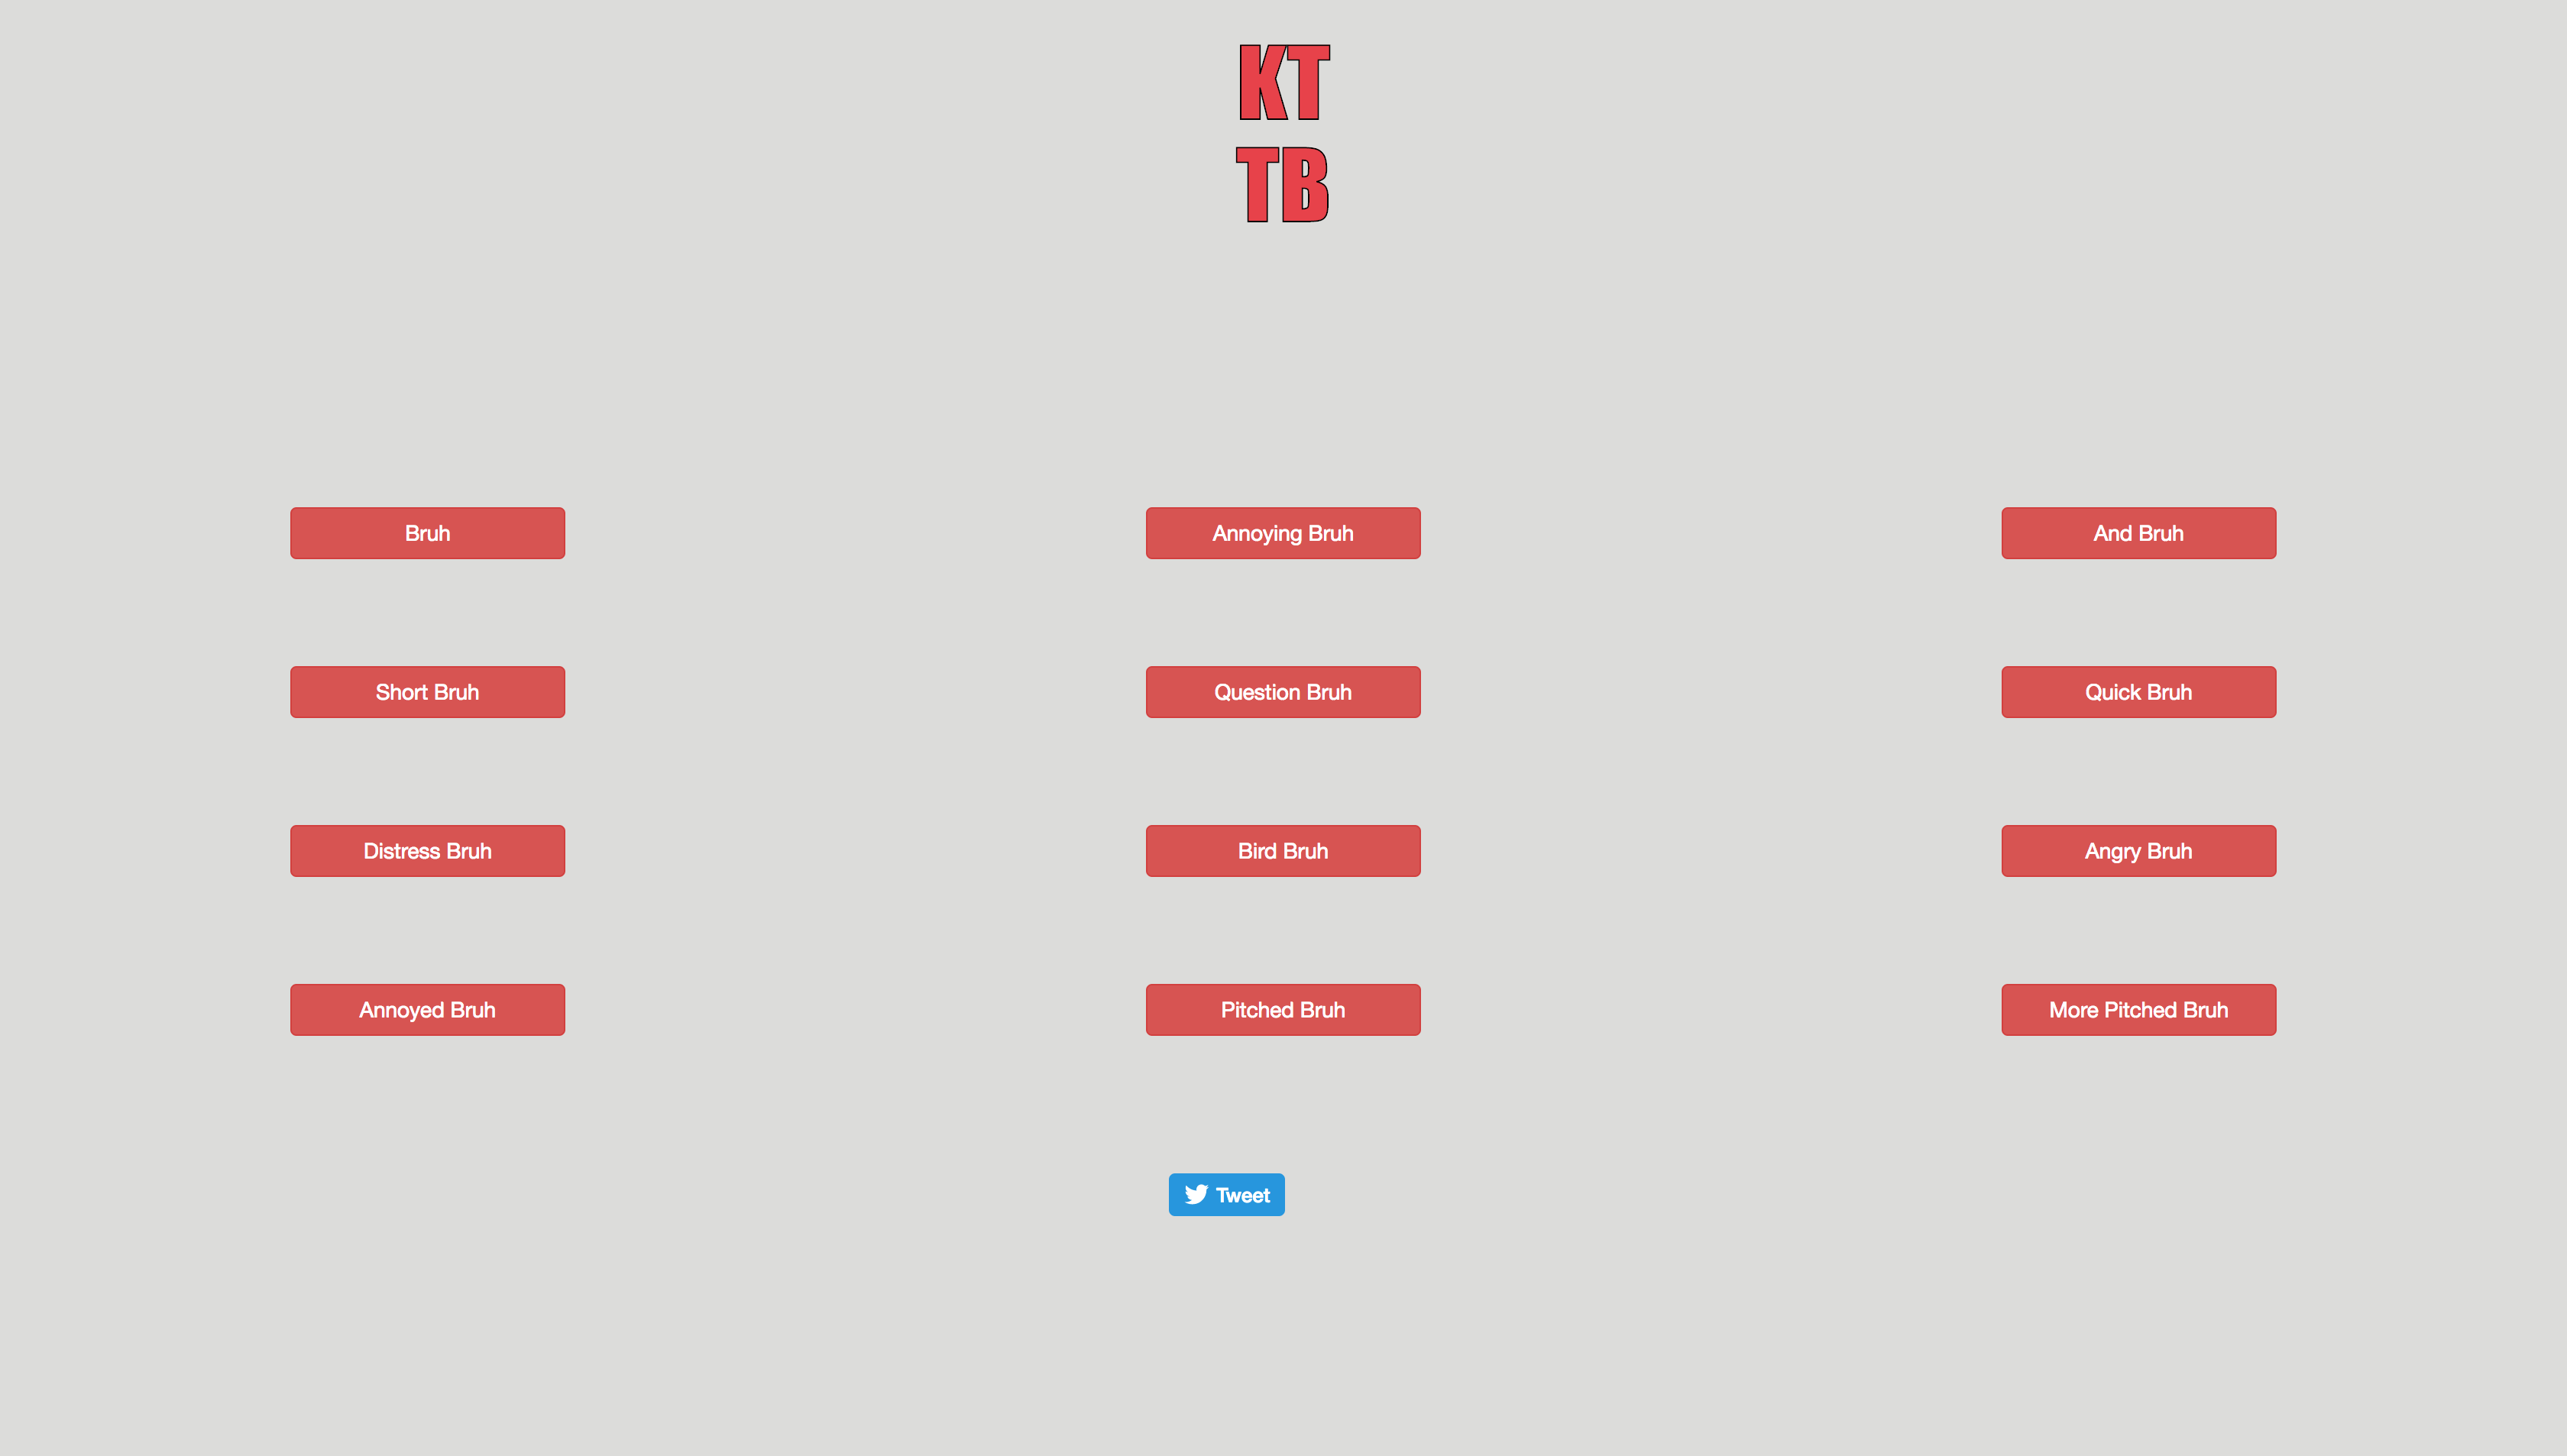 KT
TB
Bruh
Annoying Bruh
And Bruh
Short Bruh
Question Bruh
Quick Bruh
Distress Bruh
Bird Bruh
Angry Bruh
Annoyed Bruh
Pitched Bruh
More Pitched Bruh
Tweet